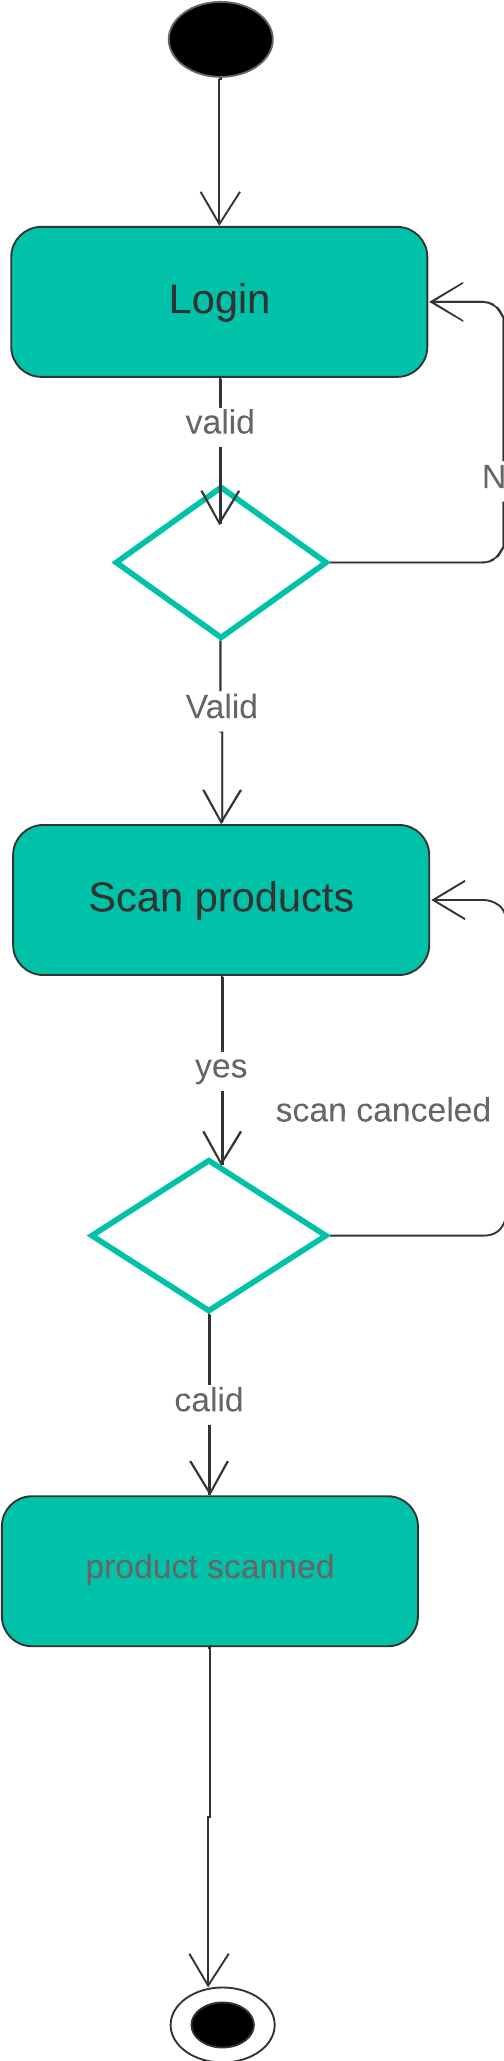 Login
valid
N
Valid
Scan products
yes
scan canceled
calid
product scanned